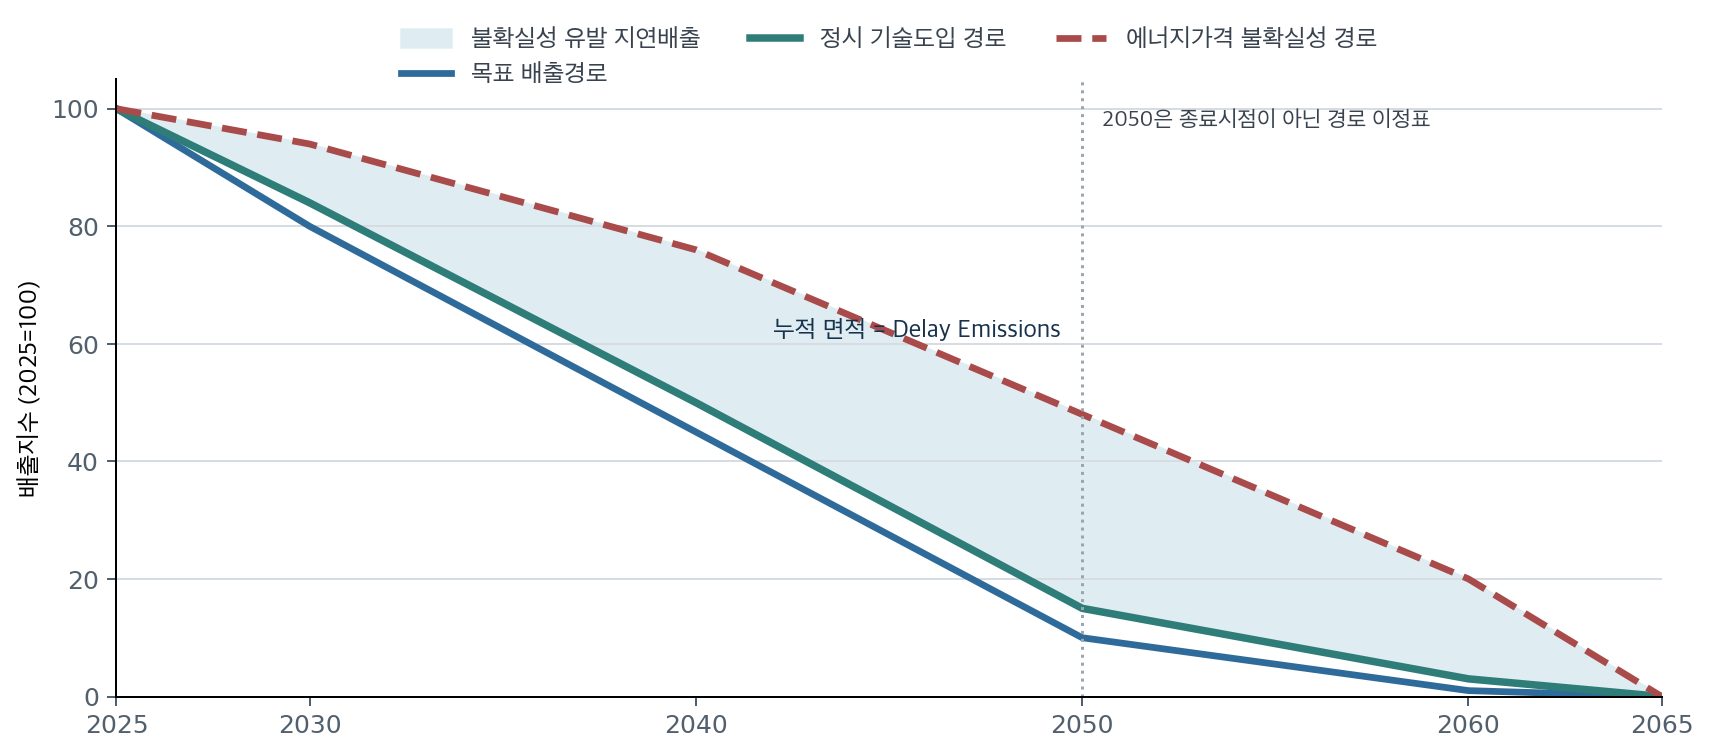 불확실성 유발 지연배출
정시 기술도입 경로
에너지가격 불확실성 경로
목표 배출경로
2050은 종료시점이 아닌 경로 이정표
누적 면적 = Delay Emissions
배출지수 (2025=100)
100
80
60
40
20
0
2025
2030
2040
2050
2060
2065